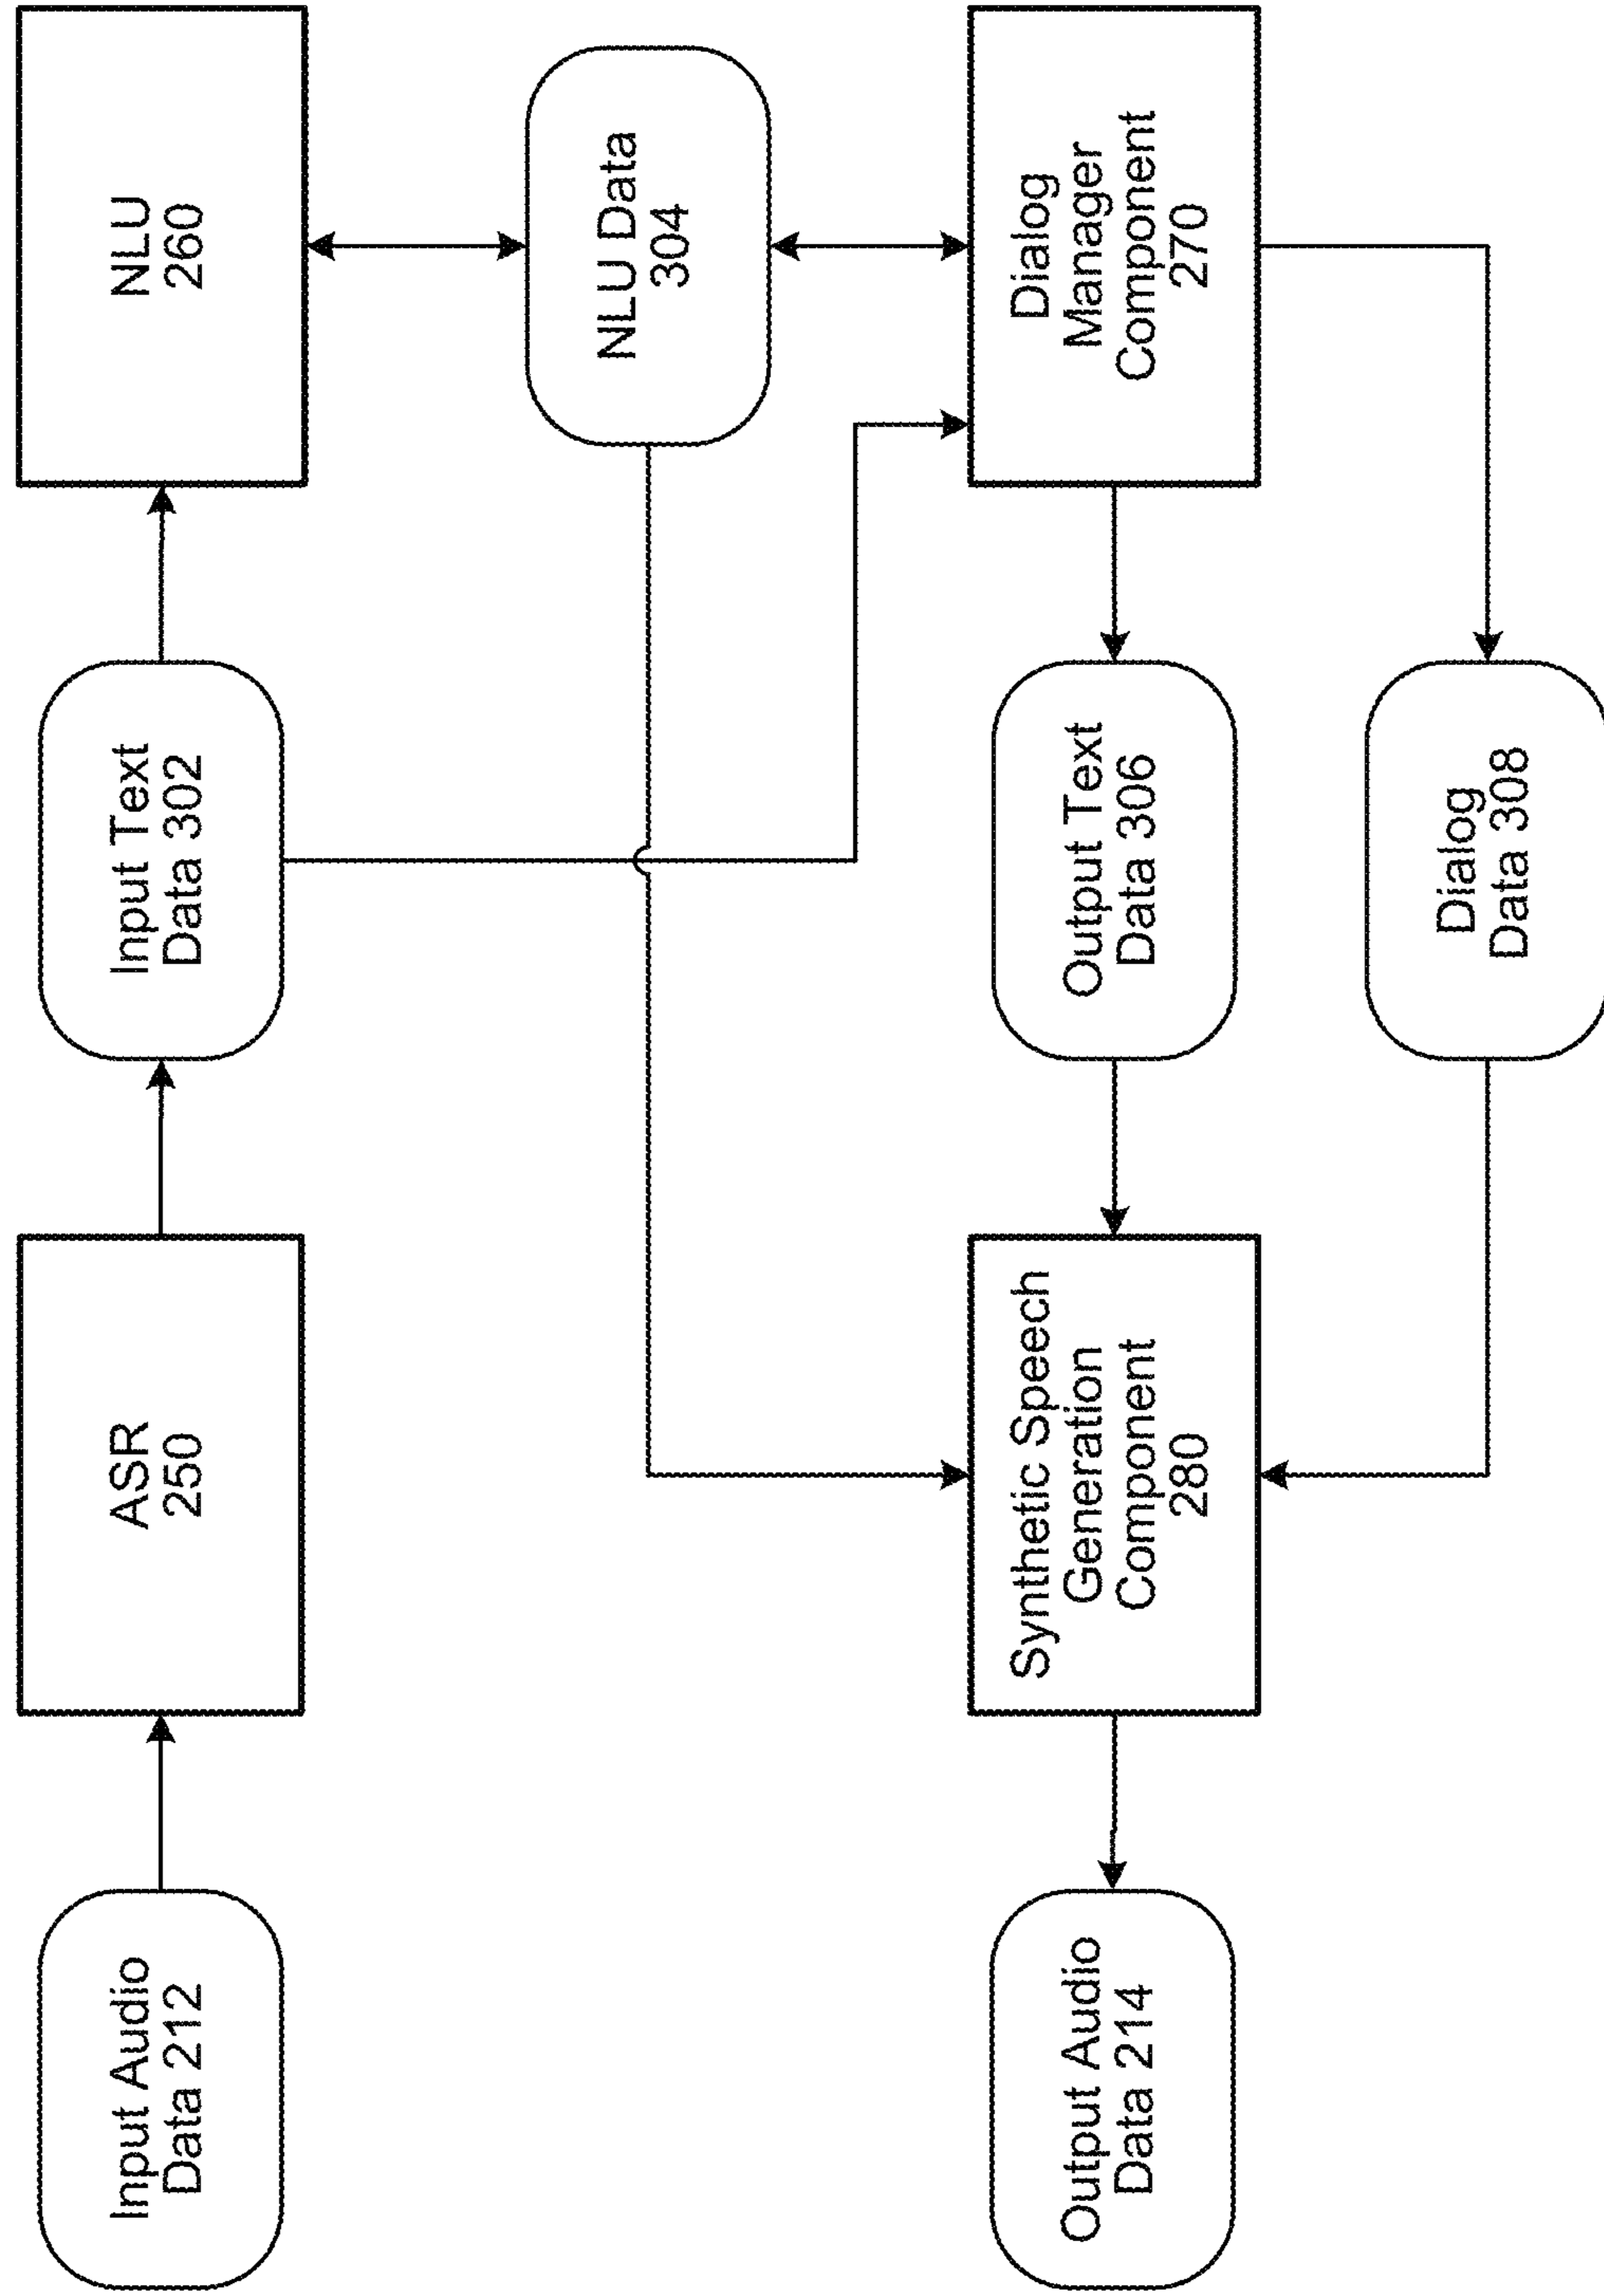 Input Audio
Data 212
ASR
250
Input Text
Data 302
NLU
260
NLU Data
304
Output Audio
Data 214
Synthetic Speech
Generation
Component
280
Output Text
Data 306
Dialog
Manager
Component
270
Dialog
Data 308